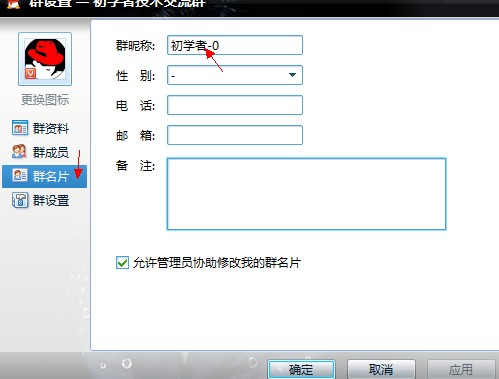 群设置 — 初学者技术交流群
更换图标
群资料
群成员
群名片
群设置
群昵称: 初学者-0
性 别: -
电 话:
邮 箱:
备 注:
允许管理员协助修改我的群名片
确定 取消 应用